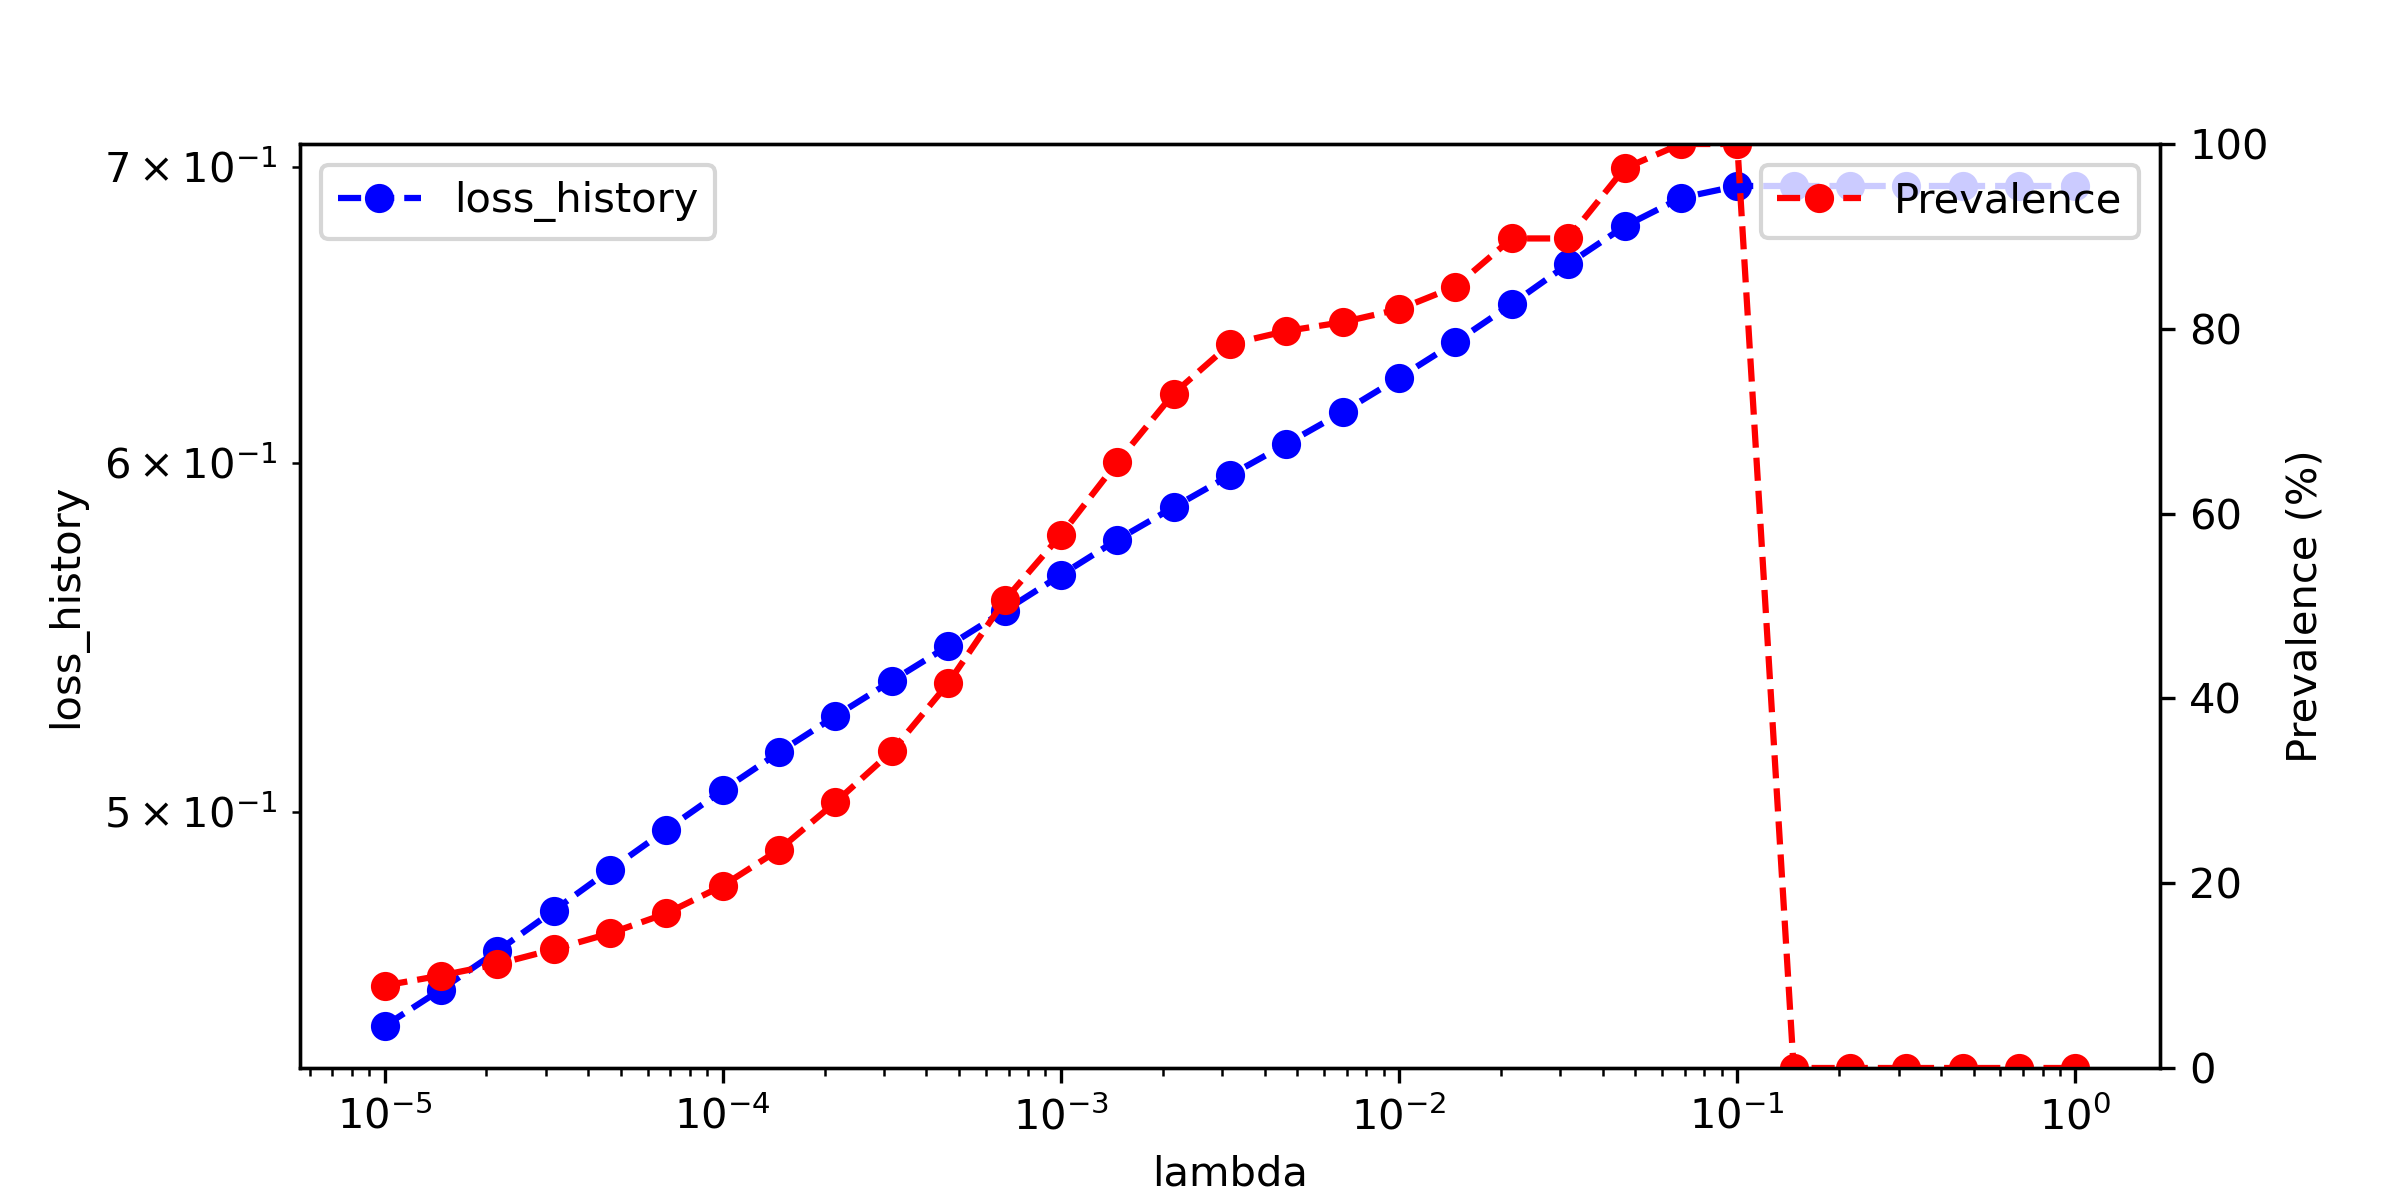 loss_history
Prevalence
7 × 10⁻¹
6 × 10⁻¹
5 × 10⁻¹
loss_history
100
80
60
40
20
0
Prevalence (%)
10⁻⁵ 10⁻⁴ 10⁻³ 10⁻² 10⁻¹ 10⁰
lambda